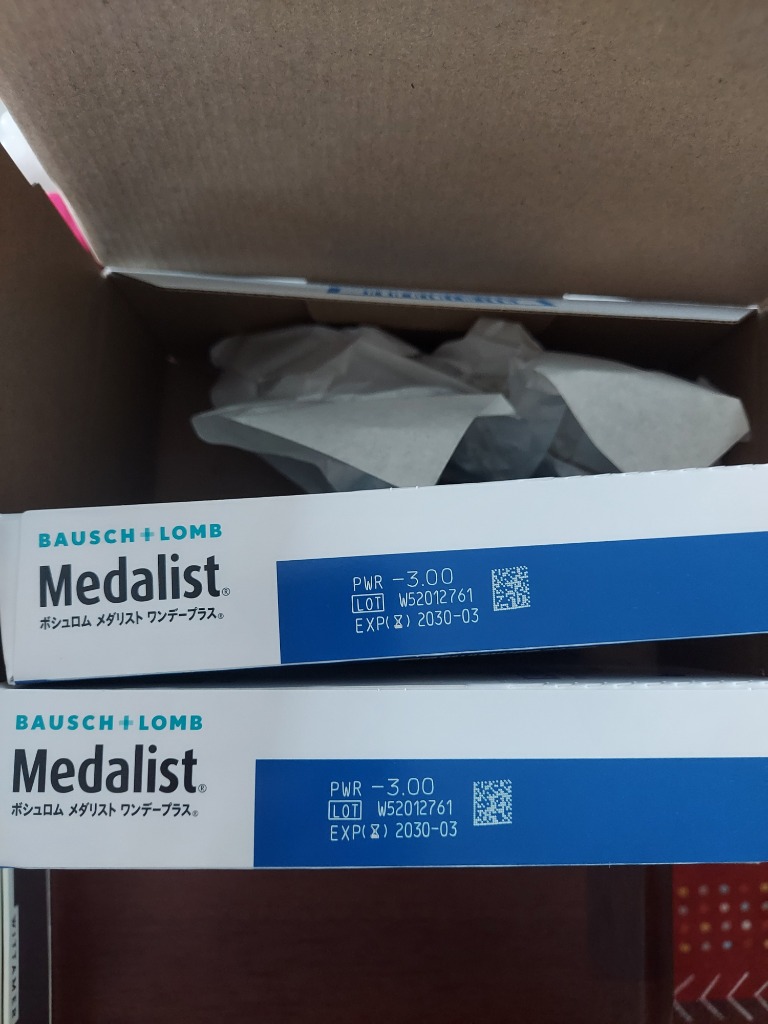 BAUSCH + LOMB
Medalist®
ボシュロム メダリスト ワンデープラス®
PWR -3.00
LOT W52012761
EXP(⌛) 2030-03
BAUSCH + LOMB
Medalist®
ボシュロム メダリスト ワンデープラス®
PWR -3.00
LOT W52012761
EXP(⌛) 2030-03
WITTAMER